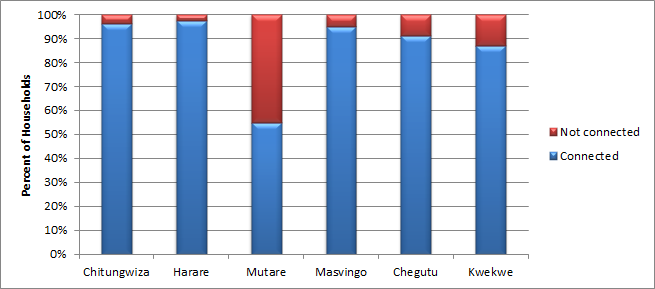 100%
90%
80%
70%
60%
50%
40%
30%
20%
10%
0%
Percent of Households
Chitungwiza Harare Mutare Masvingo Chegutu Kwekwe
Not connected
Connected